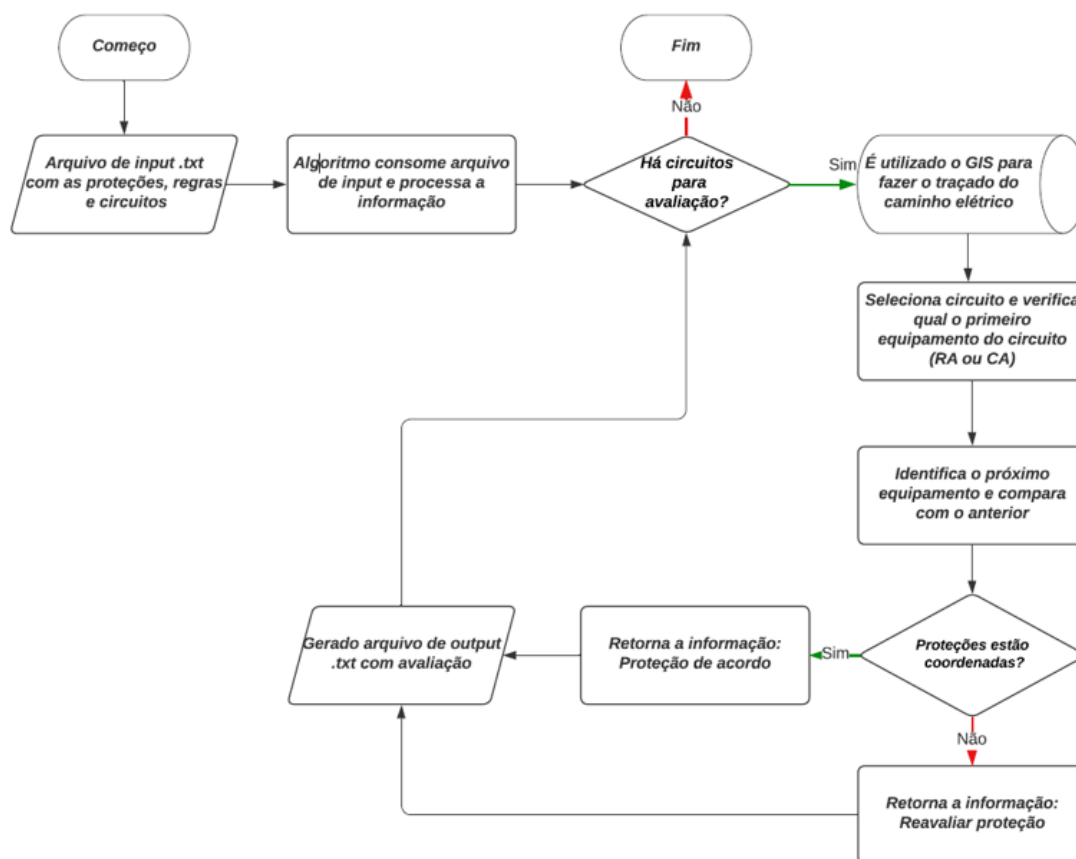 Começo
Fim
Não
Arquivo de input .txt
com as proteções, regras
e circuitos
Algoritmo consome arquivo
de input e processa a
informação
Há circuitos
para
avaliação?
Sim
É utilizado o GIS para
fazer o traçado do
caminho elétrico
Seleciona circuito e verifica
qual o primeiro
equipamento do circuito
(RA ou CA)
Identifica o próximo
equipamento e compara
com o anterior
Proteções estão
coordenadas?
Sim
Retorna a informação:
Proteção de acordo
Gerado arquivo de output
.txt com avaliação
Não
Retorna a informação:
Reavaliar proteção